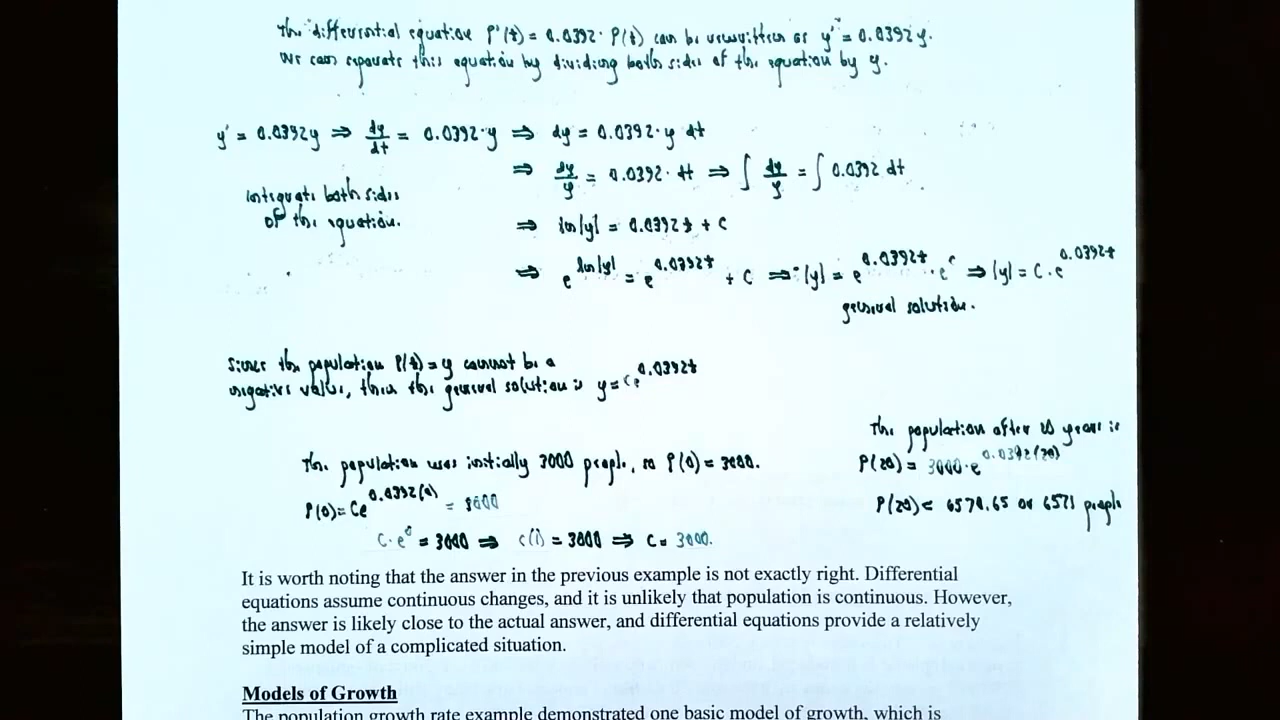 The differential equation P'(t) = 0.0392 · P(t) can be rewritten as y' = 0.0392y.
We can separate this equation by dividing both sides of the equation by y.
y' = 0.0392y ⇒ dy/dt = 0.0392 · y ⇒ dy = 0.0392 · y dt
⇒ dy/y = 0.0392 · dt ⇒ ∫ dy/y = ∫ 0.0392 dt
integrate both sides
of the equation.
⇒ ln|y| = 0.0392t + C
⇒ e^ln|y| = e^0.0392t + C ⇒ |y| = e^0.0392t · e^c ⇒ |y| = C · e^0.0392t
general solution.
Since the population P(t) = y cannot be a
negative value, then the general solution is y = Ce^0.0392t
The population after 20 years is
The population was initially 3000 people, so P(0) = 3000.
P(20) = 3000 · e^0.0392(20)
P(0) = Ce^0.0392(0) = 3000
P(20) = 6570.65 or 6571 people
C · e^0 = 3000 ⇒ C(1) = 3000 ⇒ C = 3000.
It is worth noting that the answer in the previous example is not exactly right. Differential
equations assume continuous changes, and it is unlikely that population is continuous. However,
the answer is likely close to the actual answer, and differential equations provide a relatively
simple model of a complicated situation.
Models of Growth
The population growth rate example demonstrated one basic model of growth, which is